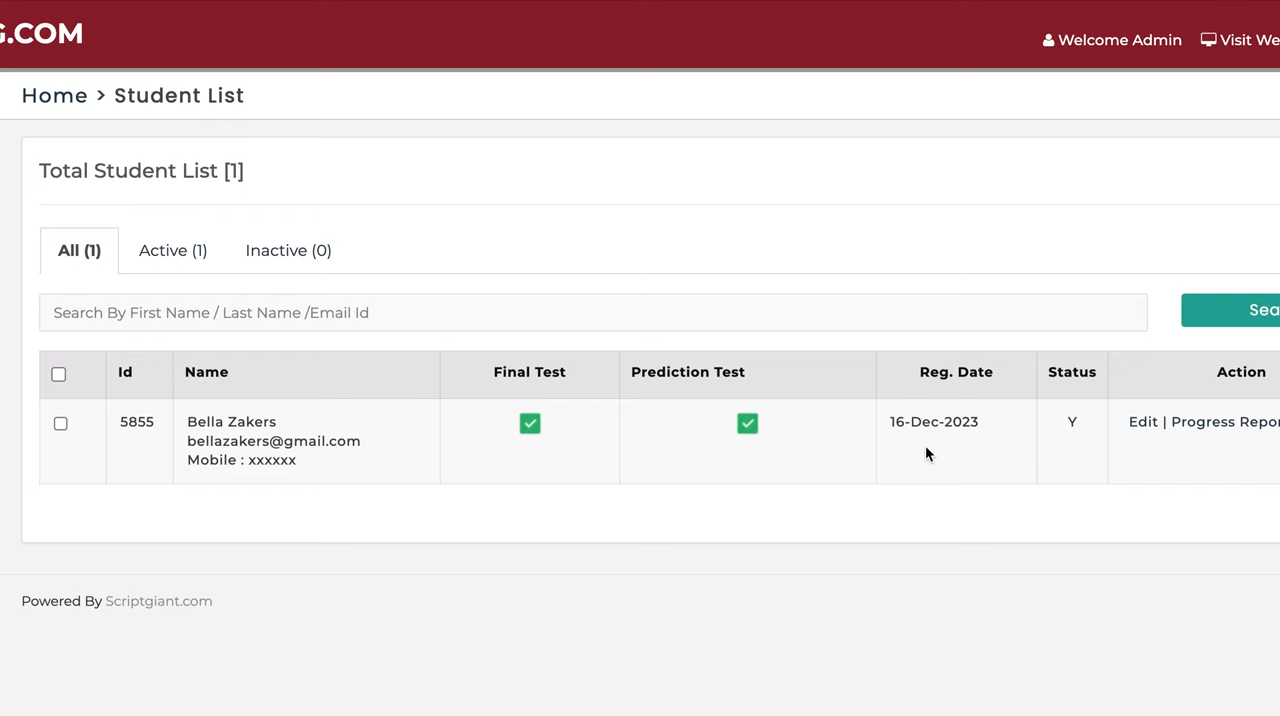 G.COM
Welcome Admin Visit We
Home > Student List
Total Student List [1]
All (1) Active (1) Inactive (0)
Search By First Name / Last Name /Email Id
Sea
Id Name Final Test Prediction Test Reg. Date Status Action
5855 Bella Zakers 16-Dec-2023 Y Edit | Progress Repor
bellazakers@gmail.com
Mobile : xxxxxx
Powered By Scriptgiant.com